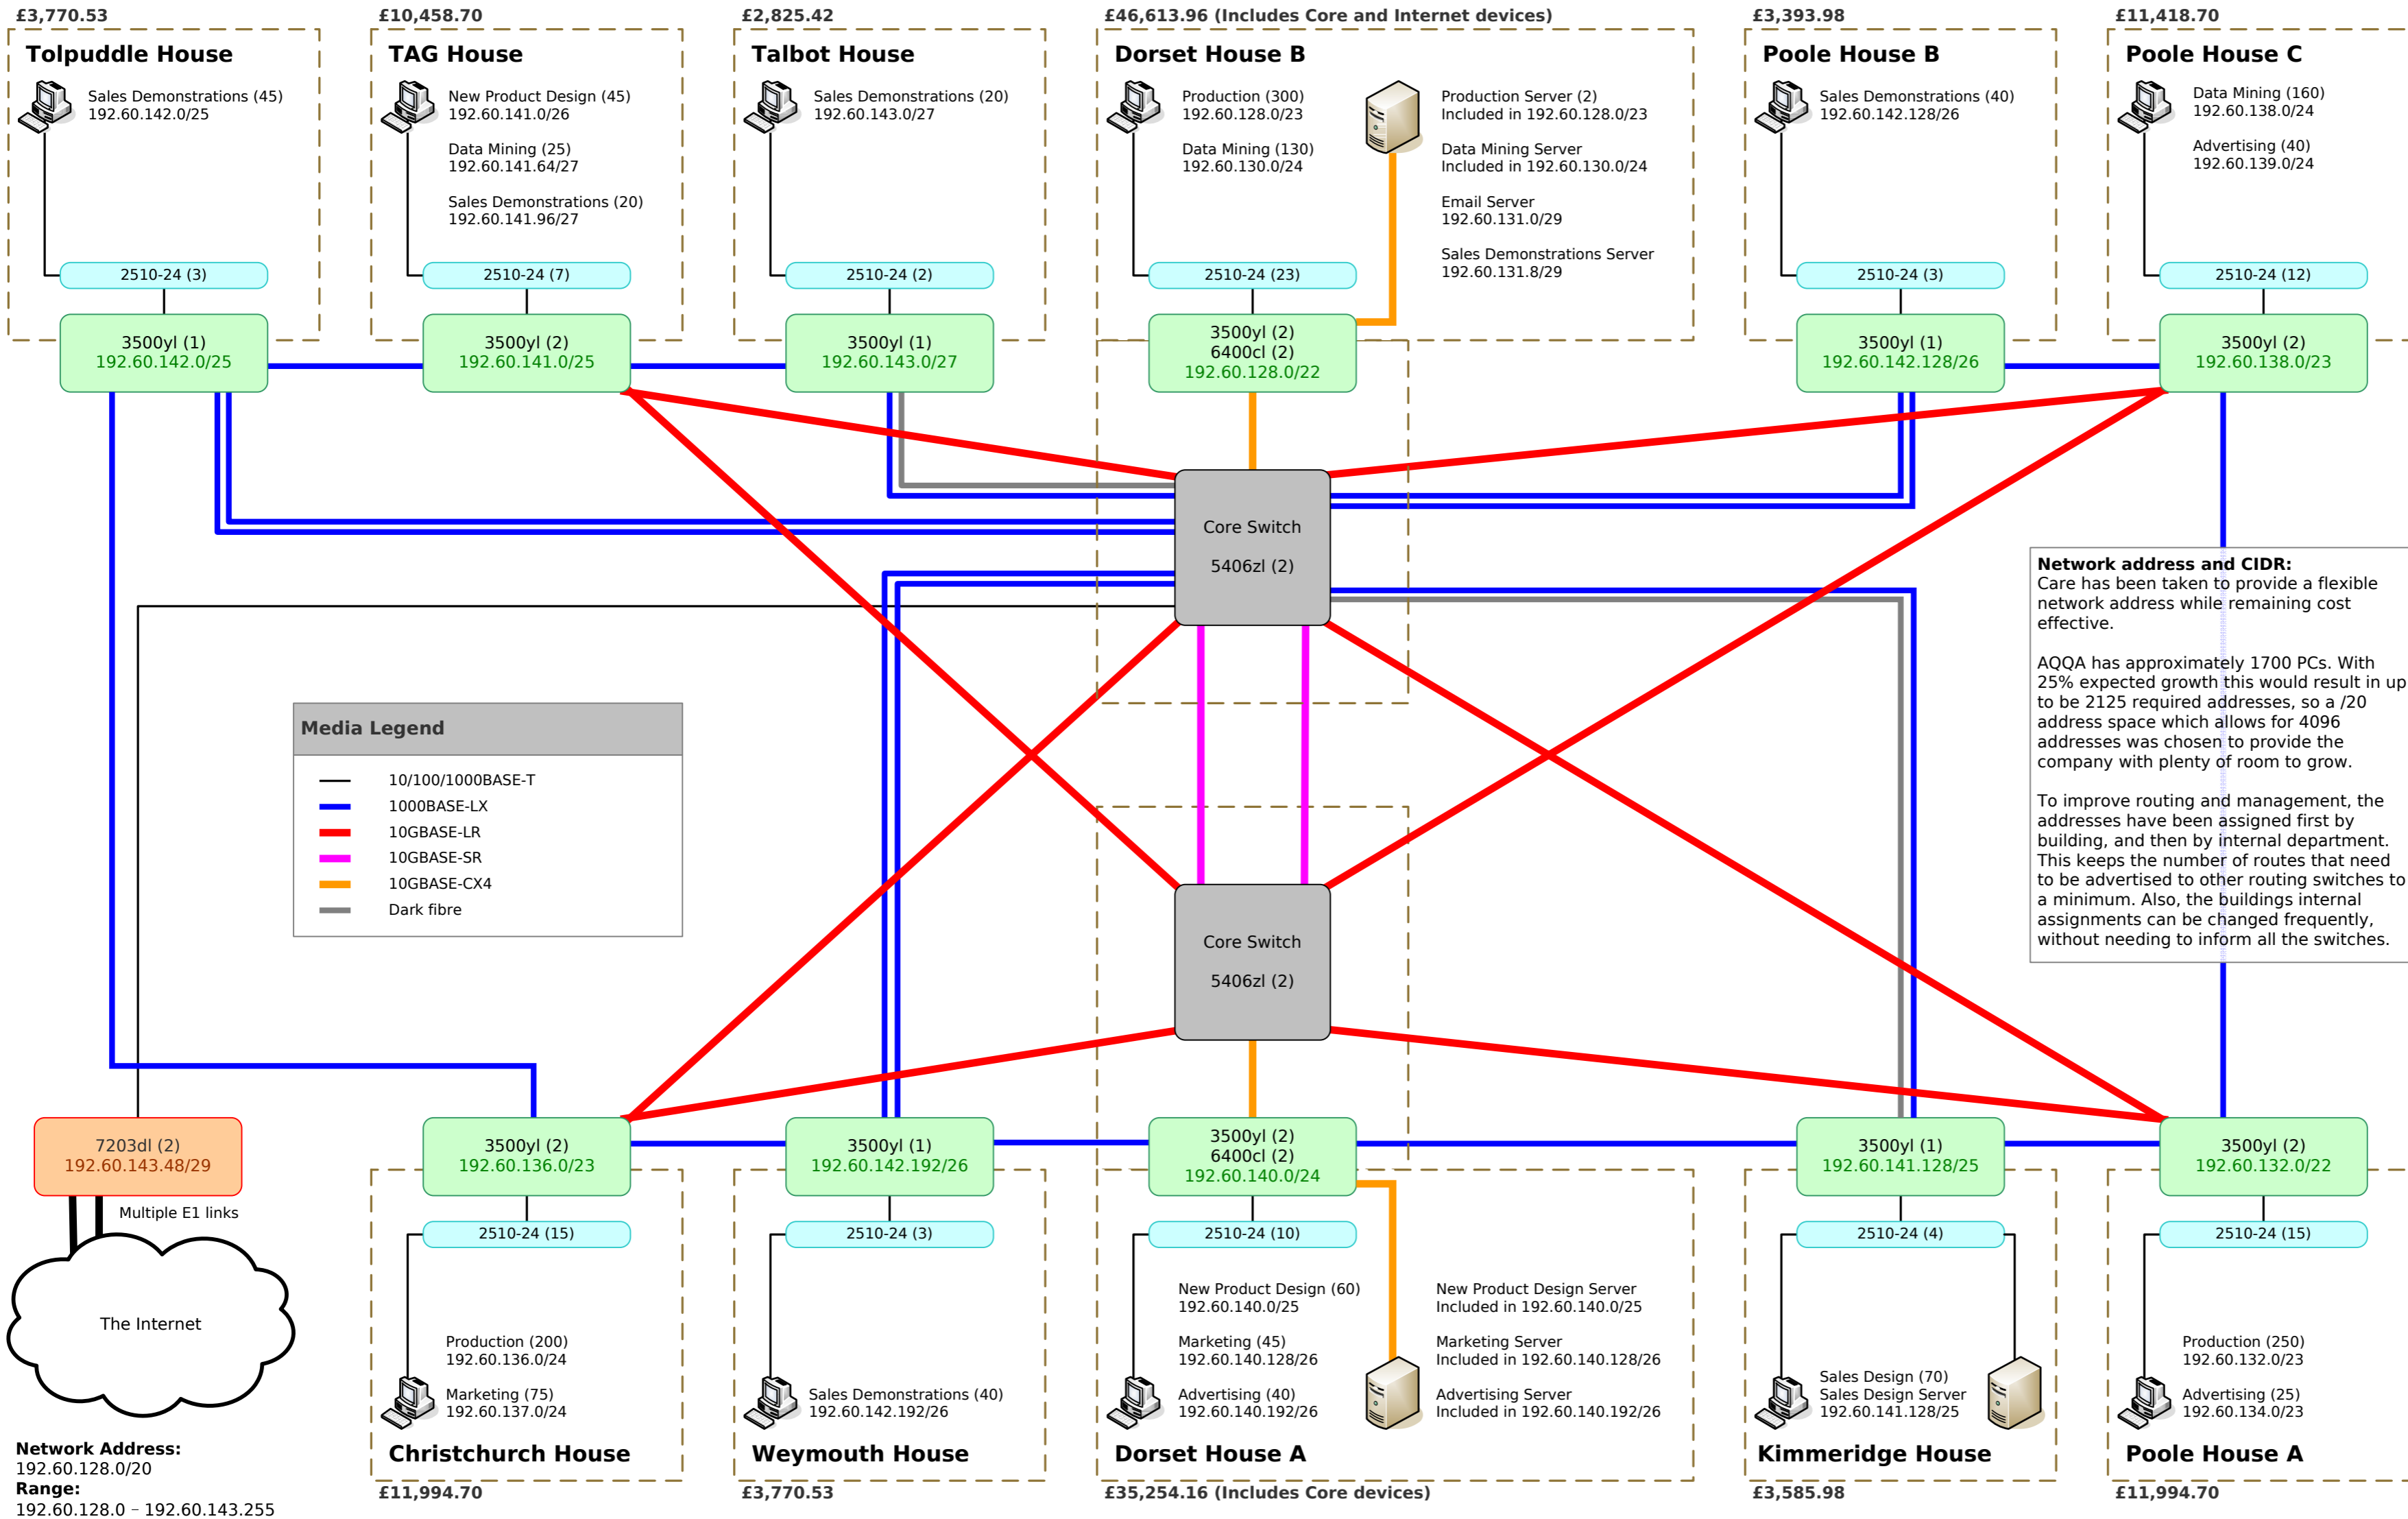 £3,770.53
Tolpuddle House
Sales Demonstrations (45)
192.60.142.0/25
2510-24 (3)
3500yl (1)
192.60.142.0/25
£10,458.70
TAG House
New Product Design (45)
192.60.141.0/26
Data Mining (25)
192.60.141.64/27
Sales Demonstrations (20)
192.60.141.96/27
2510-24 (7)
3500yl (2)
192.60.141.0/25
£2,825.42
Talbot House
Sales Demonstrations (20)
192.60.143.0/27
2510-24 (2)
3500yl (1)
192.60.143.0/27
£46,613.96 (Includes Core and Internet devices)
Dorset House B
Production (300)
192.60.128.0/23
Data Mining (130)
192.60.130.0/24
Production Server (2)
Included in 192.60.128.0/23
Data Mining Server
Included in 192.60.130.0/24
Email Server
192.60.131.0/29
Sales Demonstrations Server
192.60.131.8/29
2510-24 (23)
3500yl (2)
6400cl (2)
192.60.128.0/22
£3,393.98
Poole House B
Sales Demonstrations (40)
192.60.142.128/26
2510-24 (3)
3500yl (1)
192.60.142.128/26
£11,418.70
Poole House C
Data Mining (160)
192.60.138.0/24
Advertising (40)
192.60.139.0/24
2510-24 (12)
3500yl (2)
192.60.138.0/23
Core Switch
5406zl (2)
Network address and CIDR:
Care has been taken to provide a flexible
network address while remaining cost
effective.
AQQA has approximately 1700 PCs. With
25% expected growth this would result in up
to be 2125 required addresses, so a /20
address space which allows for 4096
addresses was chosen to provide the
company with plenty of room to grow.
To improve routing and management, the
addresses have been assigned first by
building, and then by internal department.
This keeps the number of routes that need
to be advertised to other routing switches to
a minimum. Also, the buildings internal
assignments can be changed frequently,
without needing to inform all the switches.
Media Legend
10/100/1000BASE-T
1000BASE-LX
10GBASE-LR
10GBASE-SR
10GBASE-CX4
Dark fibre
Core Switch
5406zl (2)
7203dl (2)
192.60.143.48/29
Multiple E1 links
The Internet
Network Address:
192.60.128.0/20
Range:
192.60.128.0 – 192.60.143.255
3500yl (2)
192.60.136.0/23
2510-24 (15)
Production (200)
192.60.136.0/24
Marketing (75)
192.60.137.0/24
Christchurch House
£11,994.70
3500yl (1)
192.60.142.192/26
2510-24 (3)
Sales Demonstrations (40)
192.60.142.192/26
Weymouth House
£3,770.53
3500yl (2)
6400cl (2)
192.60.140.0/24
2510-24 (10)
New Product Design (60)
192.60.140.0/25
Marketing (45)
192.60.140.128/26
Advertising (40)
192.60.140.192/26
New Product Design Server
Included in 192.60.140.0/25
Marketing Server
Included in 192.60.140.128/26
Advertising Server
Included in 192.60.140.192/26
Dorset House A
£35,254.16 (Includes Core devices)
3500yl (1)
192.60.141.128/25
2510-24 (4)
Sales Design (70)
Sales Design Server
192.60.141.128/25
Kimmeridge House
£3,585.98
3500yl (2)
192.60.132.0/22
2510-24 (15)
Production (250)
192.60.132.0/23
Advertising (25)
192.60.134.0/23
Poole House A
£11,994.70